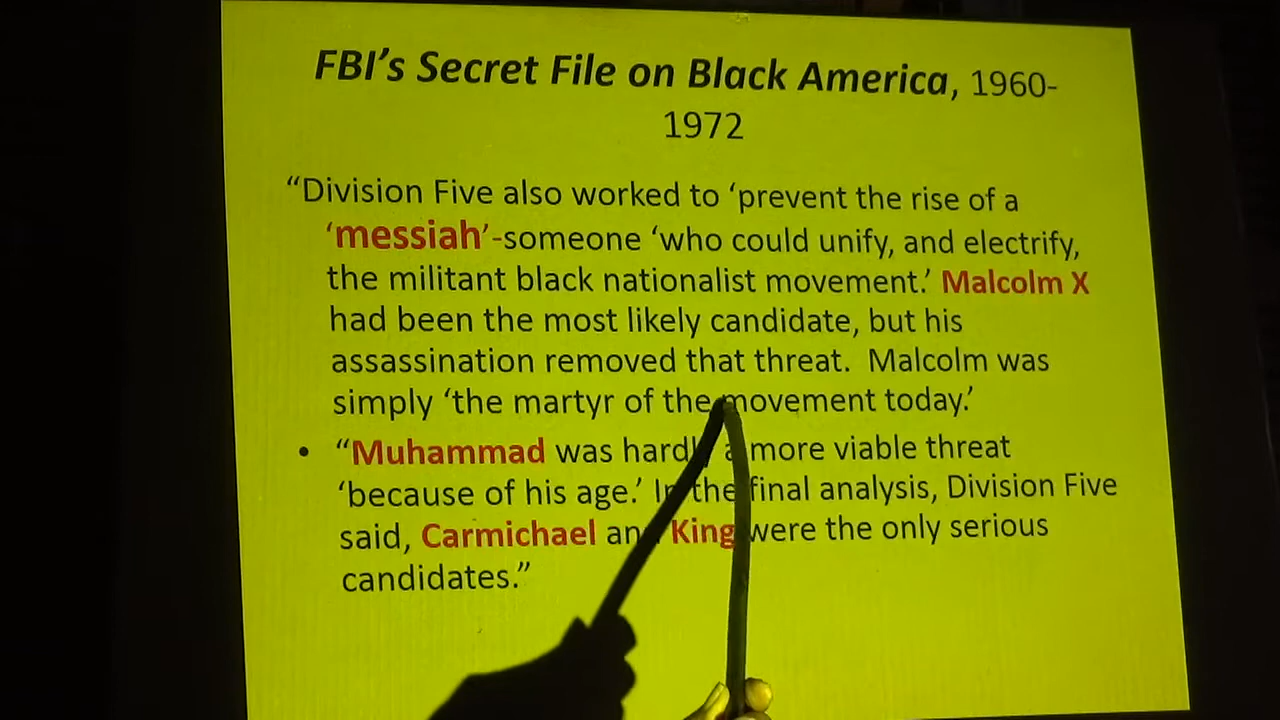 FBI's Secret File on Black America, 1960-
1972
“Division Five also worked to ‘prevent the rise of a
‘messiah’-someone ‘who could unify, and electrify,
the militant black nationalist movement.’ Malcolm X
had been the most likely candidate, but his
assassination removed that threat.  Malcolm was
simply ‘the martyr of the movement today.’
• “Muhammad was hardly a more viable threat
‘because of his age.’ In the final analysis, Division Five
said, Carmichael and King were the only serious
candidates.”